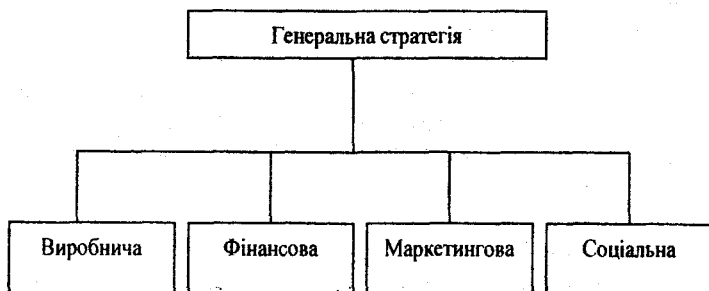 Генеральна стратегія
Виробнича
Фінансова
Маркетингова
Соціальна